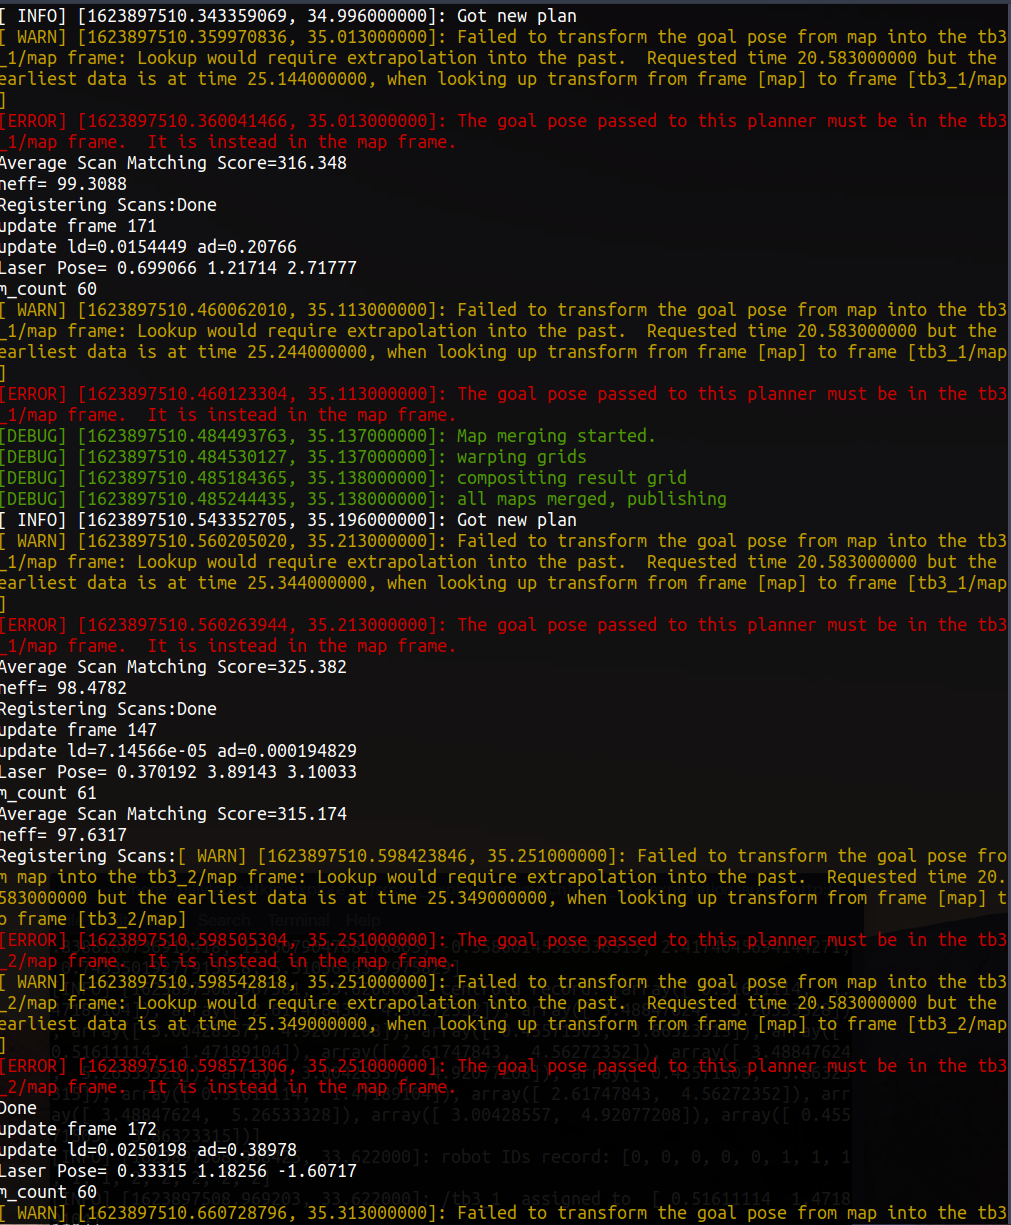 [ INFO] [1623897510.343359069, 34.996000000]: Got new plan
[ WARN] [1623897510.359970836, 35.013000000]: Failed to transform the goal pose from map into the tb3
_1/map frame: Lookup would require extrapolation into the past.  Requested time 20.583000000 but the
earliest data is at time 25.144000000, when looking up transform from frame [map] to frame [tb3_1/map
]
[ERROR] [1623897510.360041466, 35.013000000]: The goal pose passed to this planner must be in the tb3
_1/map frame.  It is instead in the map frame.
Average Scan Matching Score=316.348
neff= 99.3088
Registering Scans:Done
update frame 171
update ld=0.0154449 ad=0.20766
Laser Pose= 0.699066 1.21714 2.71777
m_count 60
[ WARN] [1623897510.460062010, 35.113000000]: Failed to transform the goal pose from map into the tb3
_1/map frame: Lookup would require extrapolation into the past.  Requested time 20.583000000 but the
earliest data is at time 25.244000000, when looking up transform from frame [map] to frame [tb3_1/map
]
[ERROR] [1623897510.460123304, 35.113000000]: The goal pose passed to this planner must be in the tb3
_1/map frame.  It is instead in the map frame.
[DEBUG] [1623897510.484493763, 35.137000000]: Map merging started.
[DEBUG] [1623897510.484530127, 35.137000000]: warping grids
[DEBUG] [1623897510.485184365, 35.138000000]: compositing result grid
[DEBUG] [1623897510.485244435, 35.138000000]: all maps merged, publishing
[ INFO] [1623897510.543352705, 35.196000000]: Got new plan
[ WARN] [1623897510.560205020, 35.213000000]: Failed to transform the goal pose from map into the tb3
_1/map frame: Lookup would require extrapolation into the past.  Requested time 20.583000000 but the
earliest data is at time 25.344000000, when looking up transform from frame [map] to frame [tb3_1/map
]
[ERROR] [1623897510.560263944, 35.213000000]: The goal pose passed to this planner must be in the tb3
_1/map frame.  It is instead in the map frame.
Average Scan Matching Score=325.382
neff= 98.4782
Registering Scans:Done
update frame 147
update ld=7.14566e-05 ad=0.000194829
Laser Pose= 0.370192 3.89143 3.10033
m_count 61
Average Scan Matching Score=315.174
neff= 97.6317
Registering Scans:[ WARN] [1623897510.598423846, 35.251000000]: Failed to transform the goal pose fro
m map into the tb3_2/map frame: Lookup would require extrapolation into the past.  Requested time 20.
583000000 but the earliest data is at time 25.349000000, when looking up transform from frame [map] t
o frame [tb3_2/map]
[ERROR] [1623897510.598505304, 35.251000000]: The goal pose passed to this planner must be in the tb3
_2/map frame.  It is instead in the map frame.
[ WARN] [1623897510.598542818, 35.251000000]: Failed to transform the goal pose from map into the tb3
_2/map frame: Lookup would require extrapolation into the past.  Requested time 20.583000000 but the
earliest data is at time 25.349000000, when looking up transform from frame [map] to frame [tb3_2/map
]
[ERROR] [1623897510.598571306, 35.251000000]: The goal pose passed to this planner must be in the tb3
_2/map frame.  It is instead in the map frame.
Done
update frame 172
update ld=0.0250198 ad=0.38978
Laser Pose= 0.33315 1.18256 -1.60717
m_count 60
[ WARN] [1623897510.660728796, 35.313000000]: Failed to transform the goal pose from map into the tb3